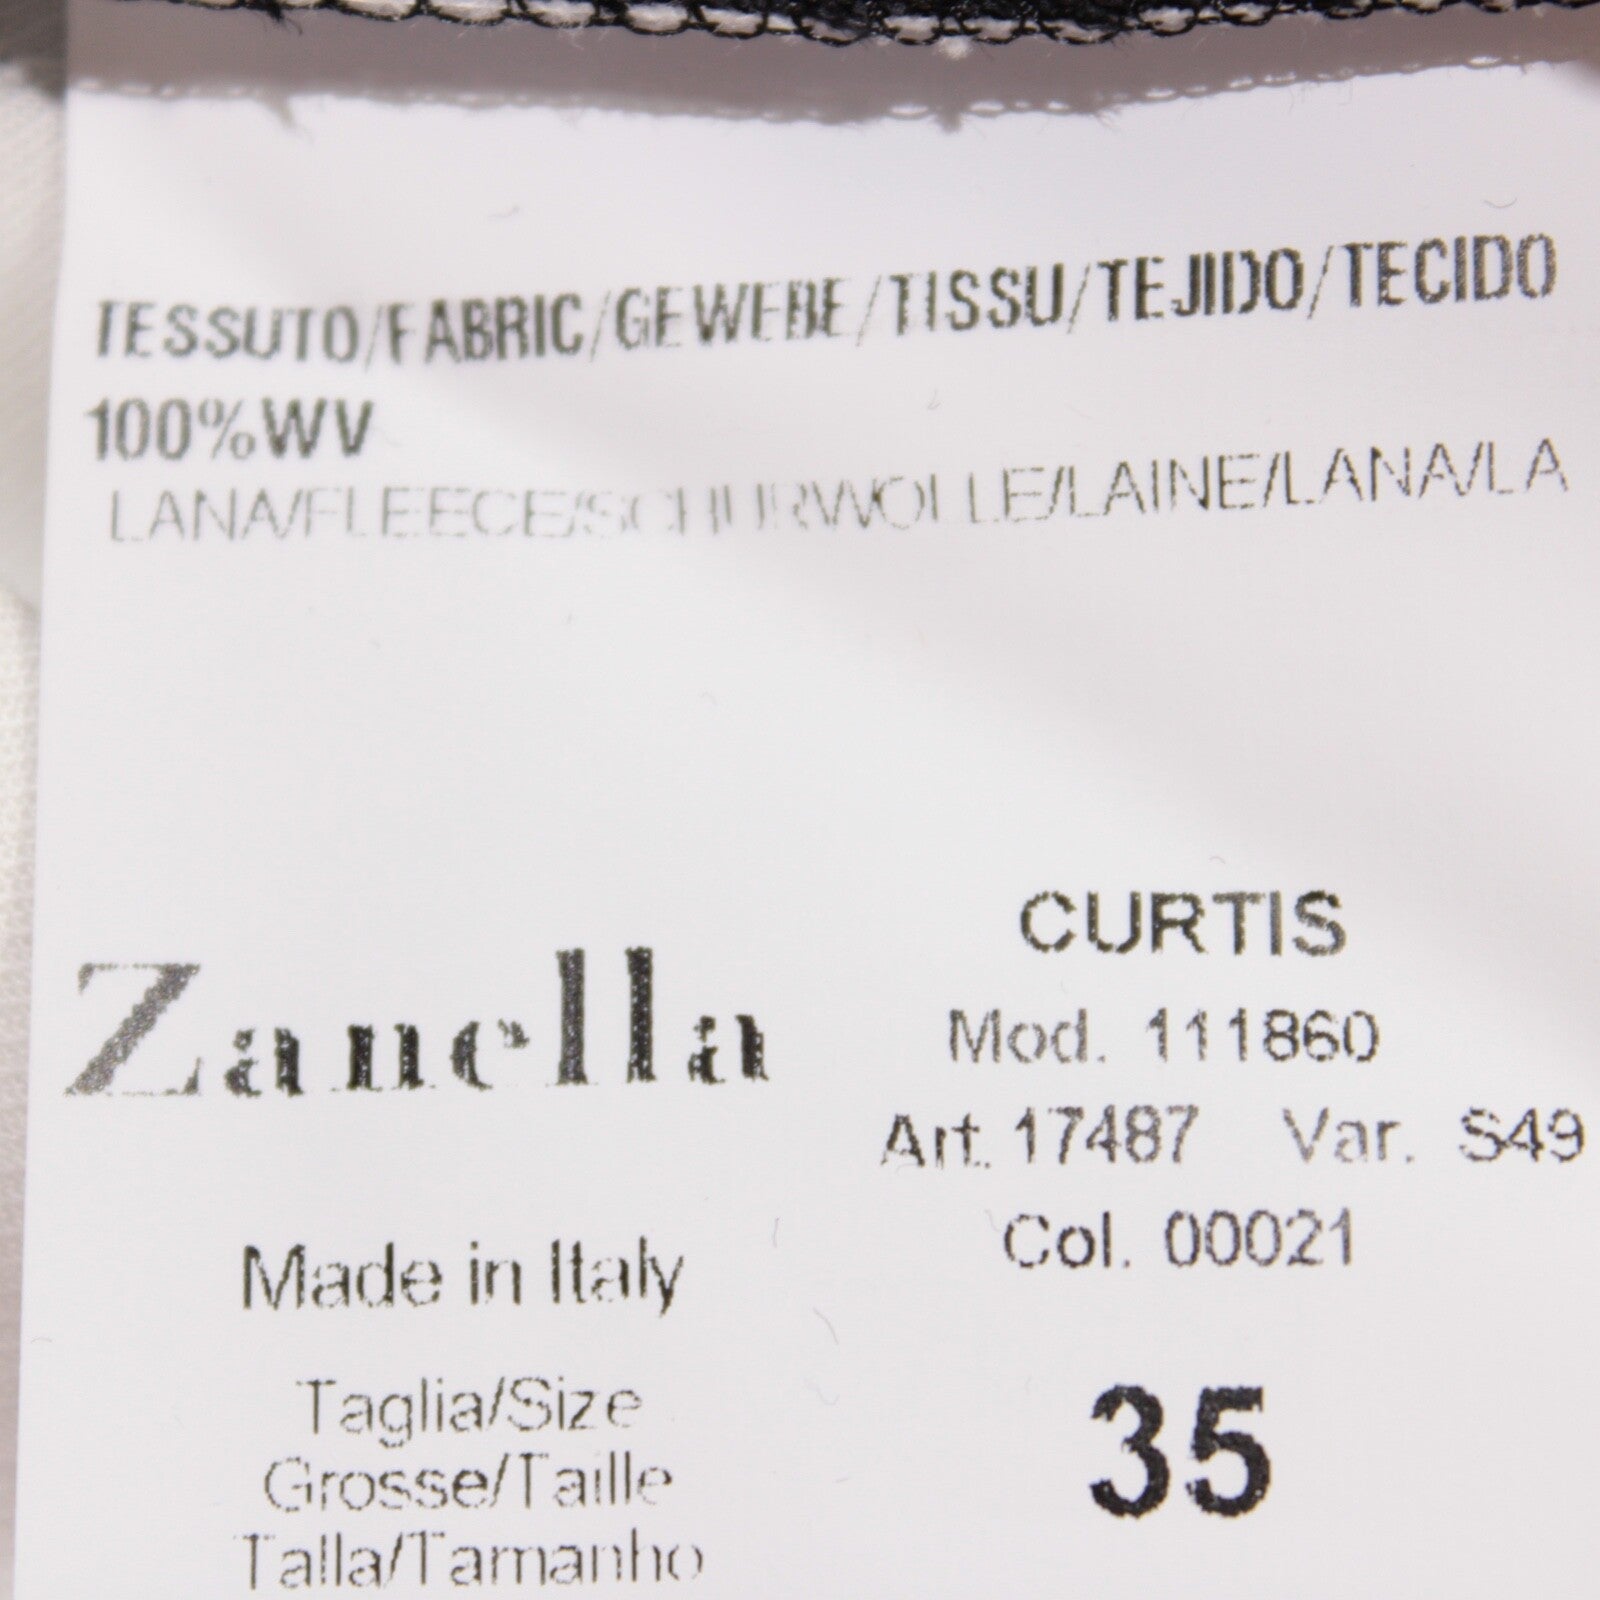 TESSUTO/FABRIC/GEWEBE/TISSU/TEJIDO/TECIDO
100%WV
LANA/FLEECE/SCHURWOLLE/LAINE/LANA/LA
Zanella
CURTIS
Mod. 111860
Art. 17487 Var. S49
Col. 00021
Made in Italy
Taglia/Size
Grosse/Taille
Talla/Tamanho
35